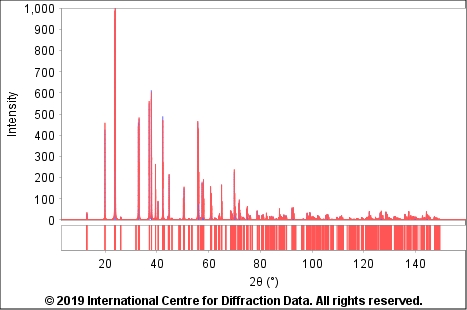 1,000
900
800
700
600
500
400
300
200
100
0
Intensity
20 40 60 80 100 120 140
2θ (°)
© 2019 International Centre for Diffraction Data. All rights reserved.